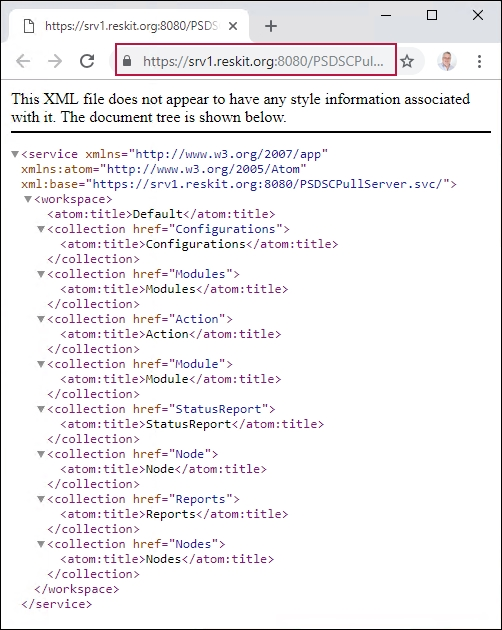 https://srv1.reskit.org:8080/PSDS
https://srv1.reskit.org:8080/PSDSCPul...
This XML file does not appear to have any style information associated
with it. The document tree is shown below.
<service xmlns="http://www.w3.org/2007/app"
xmlns:atom="http://www.w3.org/2005/Atom"
xml:base="https://srv1.reskit.org:8080/PSDSCPullServer.svc/">
<workspace>
<atom:title>Default</atom:title>
<collection href="Configurations">
<atom:title>Configurations</atom:title>
</collection>
<collection href="Modules">
<atom:title>Modules</atom:title>
</collection>
<collection href="Action">
<atom:title>Action</atom:title>
</collection>
<collection href="Module">
<atom:title>Module</atom:title>
</collection>
<collection href="StatusReport">
<atom:title>StatusReport</atom:title>
</collection>
<collection href="Node">
<atom:title>Node</atom:title>
</collection>
<collection href="Reports">
<atom:title>Reports</atom:title>
</collection>
<collection href="Nodes">
<atom:title>Nodes</atom:title>
</collection>
</workspace>
</service>